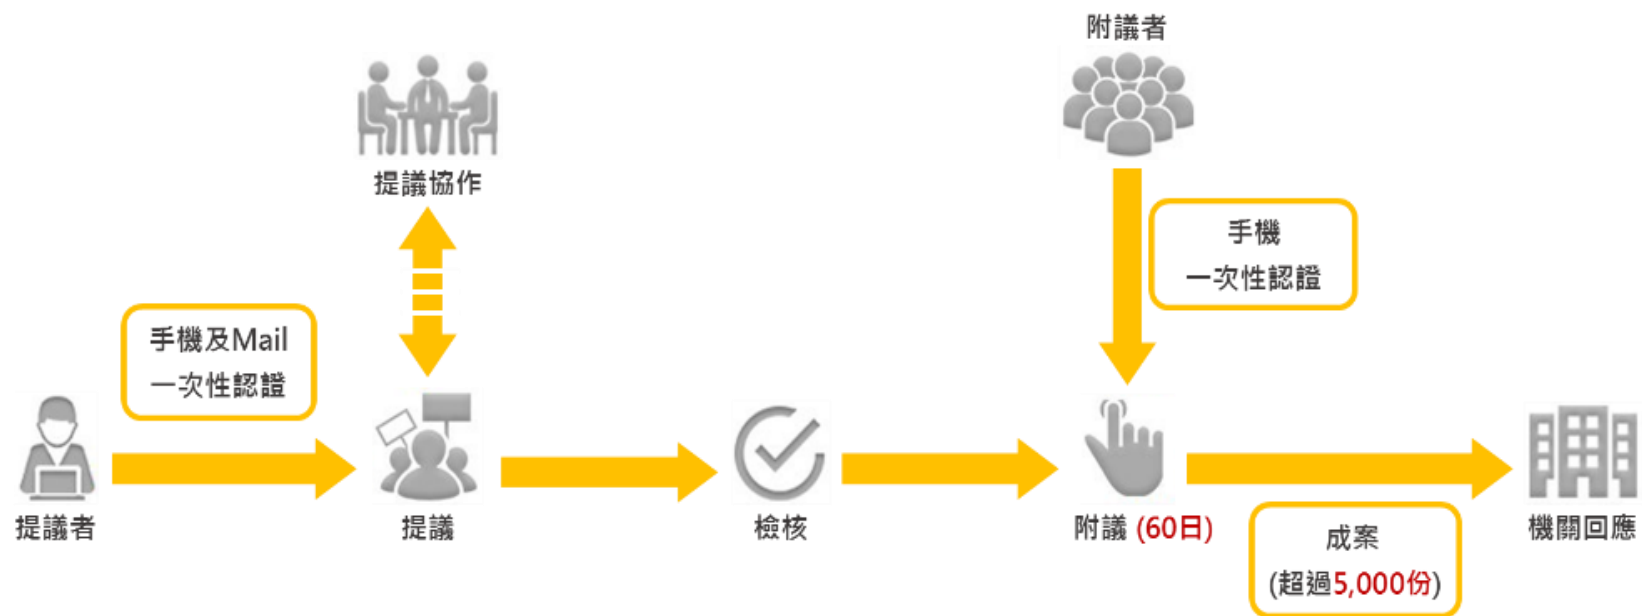 附議者
提議協作
手機
一次性認證
手機及Mail
一次性認證
提議者
提議
檢核
附議 (60日)
成案
(超過5,000份)
機關回應